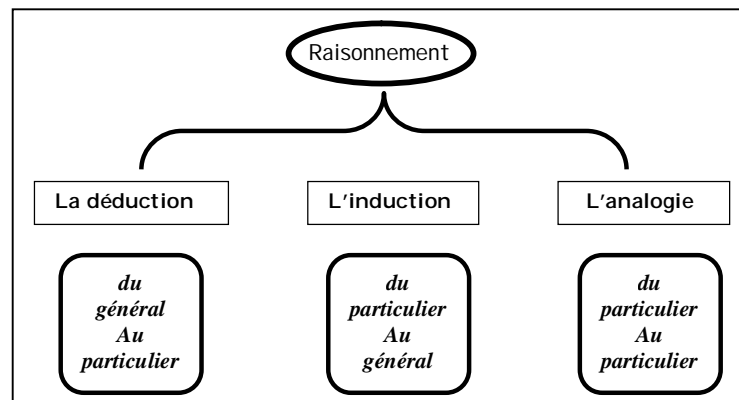 Raisonnement
La déduction
L'induction
L'analogie
du
général
Au
particulier
du
particulier
Au
général
du
particulier
Au
particulier